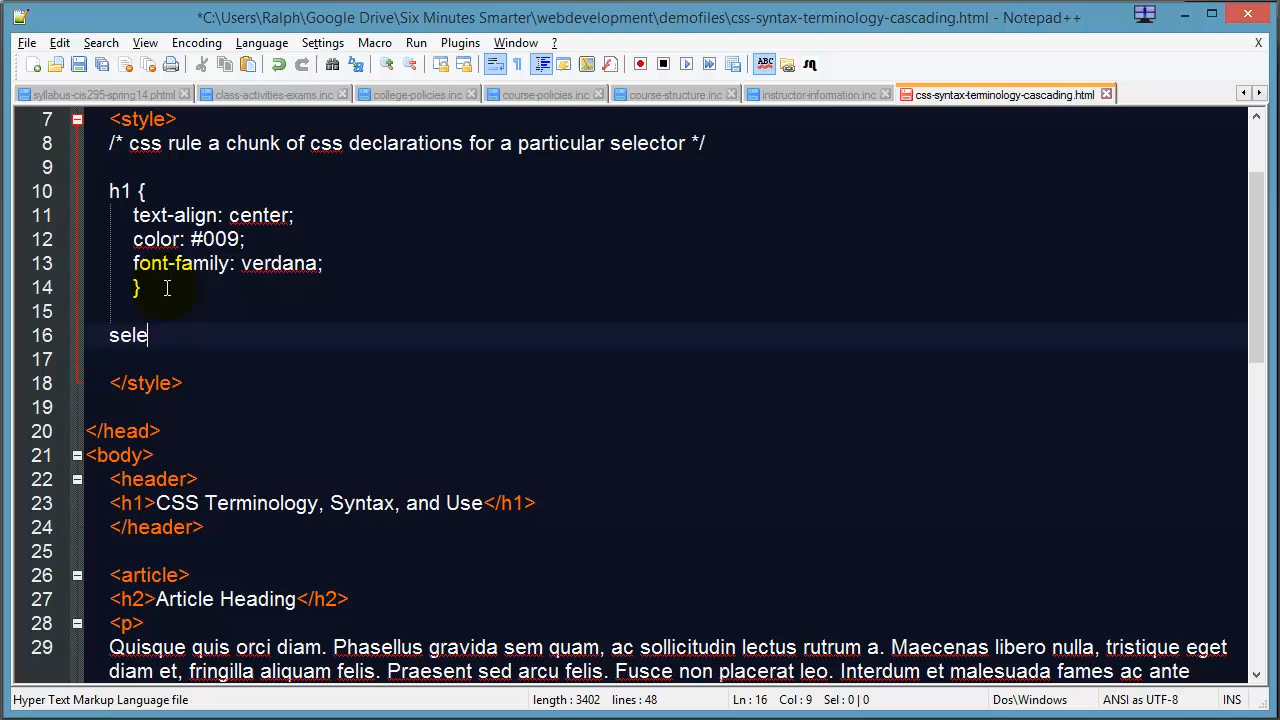 *C:\Users\Ralph\Google Drive\Six Minutes Smarter\webdevelopment\demofiles\css-syntax-terminology-cascading.html - Notepad++
File Edit Search View Encoding Language Settings Macro Run Plugins Window ? X
syllabus-cis295-spring14.phtml class-activities-exams.inc college-policies.inc course-policies.inc course-structure.inc instructor-information.inc css-syntax-terminology-cascading.html
7 <style>
8 /* css rule a chunk of css declarations for a particular selector */
9
10 h1 {
11 text-align: center;
12 color: #009;
13 font-family: verdana;
14 }
15
16 sele
17
18 </style>
19
20 </head>
21 <body>
22 <header>
23 <h1>CSS Terminology, Syntax, and Use</h1>
24 </header>
25
26 <article>
27 <h2>Article Heading</h2>
28 <p>
29 Quisque quis orci diam. Phasellus gravida sem quam, ac sollicitudin lectus rutrum a. Maecenas libero nulla, tristique eget
diam et, fringilla aliquam felis. Praesent sed arcu felis. Fusce non placerat leo. Interdum et malesuada fames ac ante
Hyper Text Markup Language file length : 3402 lines : 48 Ln : 16 Col : 9 Sel : 0 | 0 Dos\Windows ANSI as UTF-8 INS